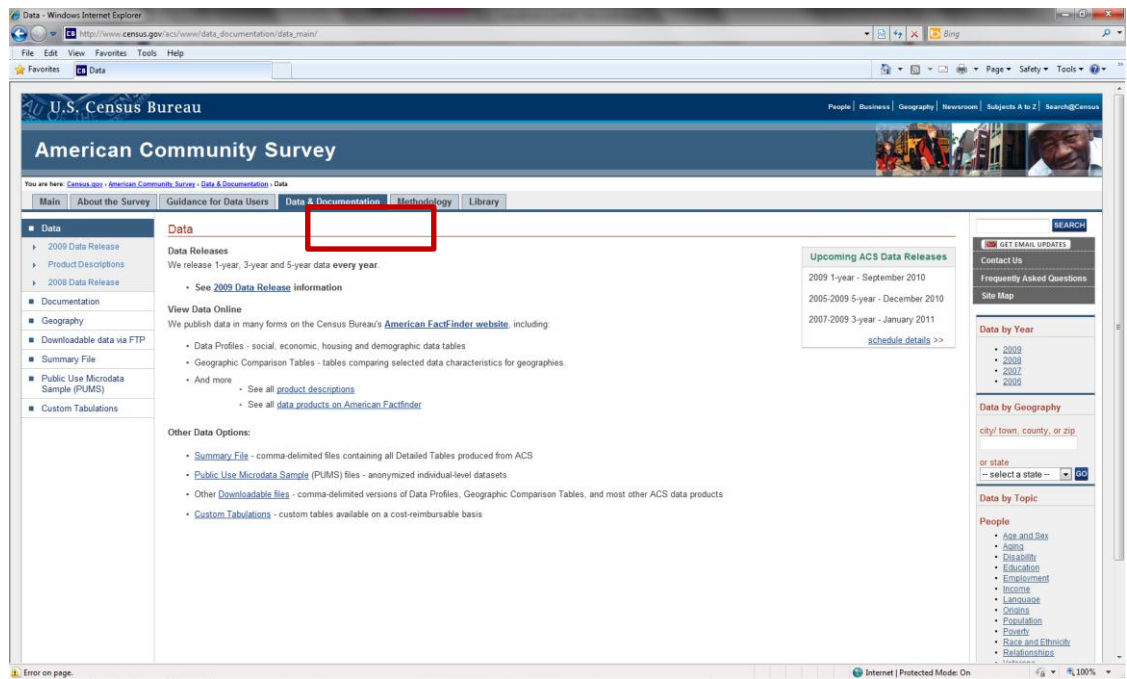 Data - Windows Internet Explorer
http://www.census.gov/acs/www/data_documentation/data_main/
Bing
File Edit View Favorites Tools Help
Favorites Data
Page Safety Tools
U.S. Census Bureau
People Business Geography Newsroom Subjects A to Z Search@Census
American Community Survey
You are here: Census.gov › American Community Survey › Data & Documentation › Data
Main About the Survey Guidance for Data Users Data & Documentation Methodology Library
Data
2009 Data Release
Product Descriptions
2008 Data Release
Documentation
Geography
Downloadable data via FTP
Summary File
Public Use Microdata
Sample (PUMS)
Custom Tabulations
Data
Data Releases
We release 1-year, 3-year and 5-year data every year.
• See 2009 Data Release information
View Data Online
We publish data in many forms on the Census Bureau's American FactFinder website, including:
• Data Profiles - social, economic, housing and demographic data tables
• Geographic Comparison Tables - tables comparing selected data characteristics for geographies.
• And more
• See all product descriptions
• See all data products on American Factfinder
Other Data Options:
• Summary File - comma-delimited files containing all Detailed Tables produced from ACS
• Public Use Microdata Sample (PUMS) files - anonymized individual-level datasets
• Other Downloadable files - comma-delimited versions of Data Profiles, Geographic Comparison Tables, and most other ACS data products
• Custom Tabulations - custom tables available on a cost-reimbursable basis
Upcoming ACS Data Releases
2009 1-year - September 2010
2005-2009 5-year - December 2010
2007-2009 3-year - January 2011
schedule details >>
SEARCH
GET EMAIL UPDATES
Contact Us
Frequently Asked Questions
Site Map
Data by Year
• 2009
• 2008
• 2007
• 2006
Data by Geography
city/ town, county, or zip
or state
-- select a state -- GO
Data by Topic
People
• Age and Sex
• Aging
• Disability
• Education
• Employment
• Income
• Language
• Origins
• Population
• Poverty
• Race and Ethnicity
• Relationships
Error on page.
Internet | Protected Mode: On
100%